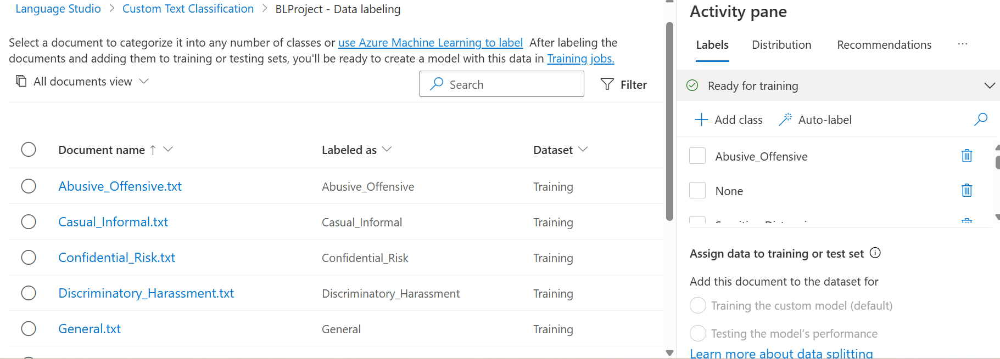 Language Studio > Custom Text Classification > BLProject - Data labeling
Select a document to categorize it into any number of classes or use Azure Machine Learning to label After labeling the
documents and adding them to training or testing sets, you'll be ready to create a model with this data in Training jobs.
All documents view
Search
Filter
Document name ↑
Labeled as
Dataset
Abusive_Offensive.txt
Abusive_Offensive
Training
Casual_Informal.txt
Casual_Informal
Training
Confidential_Risk.txt
Confidential_Risk
Training
Discriminatory_Harassment.txt
Discriminatory_Harassment
Training
General.txt
General
Training
Activity pane
Labels
Distribution
Recommendations
...
Ready for training
Add class
Auto-label
Abusive_Offensive
None
Assign data to training or test set
Add this document to the dataset for
Training the custom model (default)
Testing the model’s performance
Learn more about data splitting